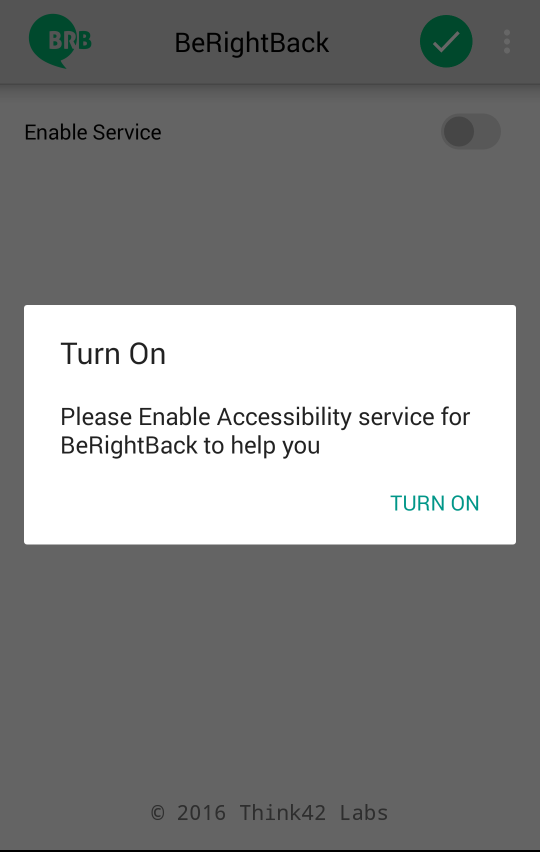 BRB
BeRightBack
Enable Service
Turn On
Please Enable Accessibility service for
BeRightBack to help you
TURN ON
© 2016 Think42 Labs